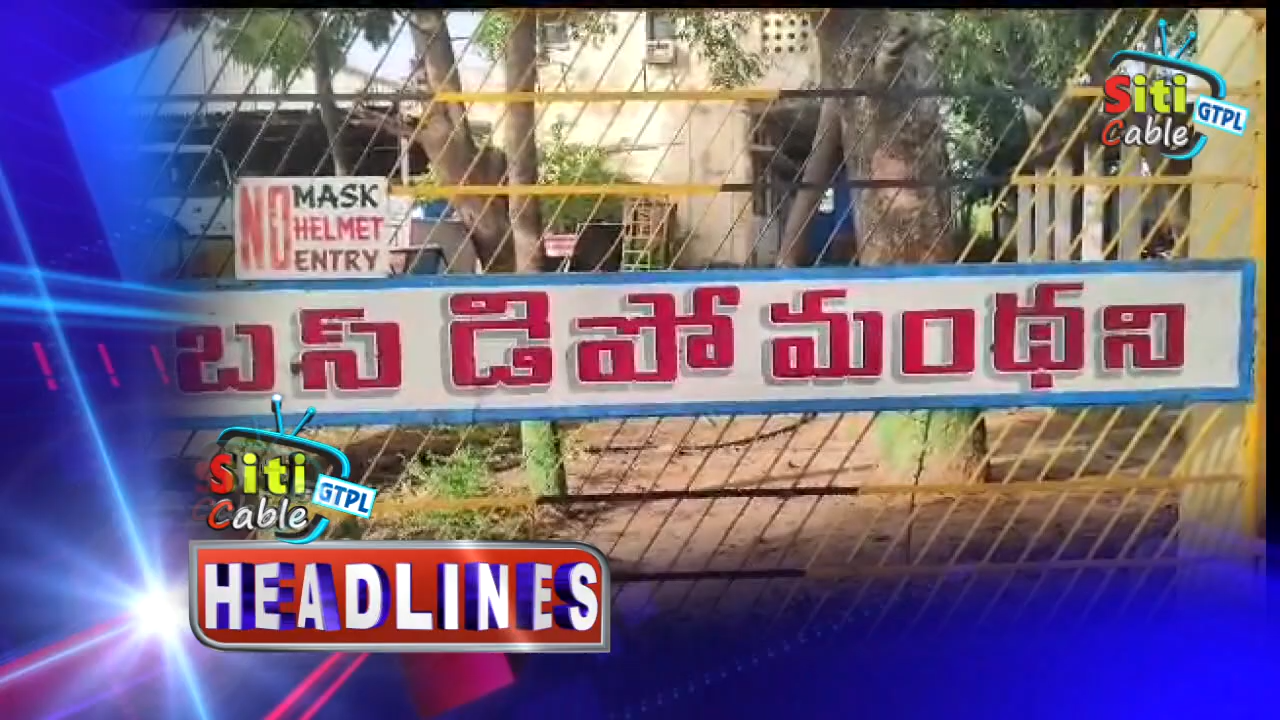 Siti
Cable
GTPL
NO MASK
HELMET
ENTRY
బస్ డిపో మంథని
Siti
Cable
GTPL
HEADLINES